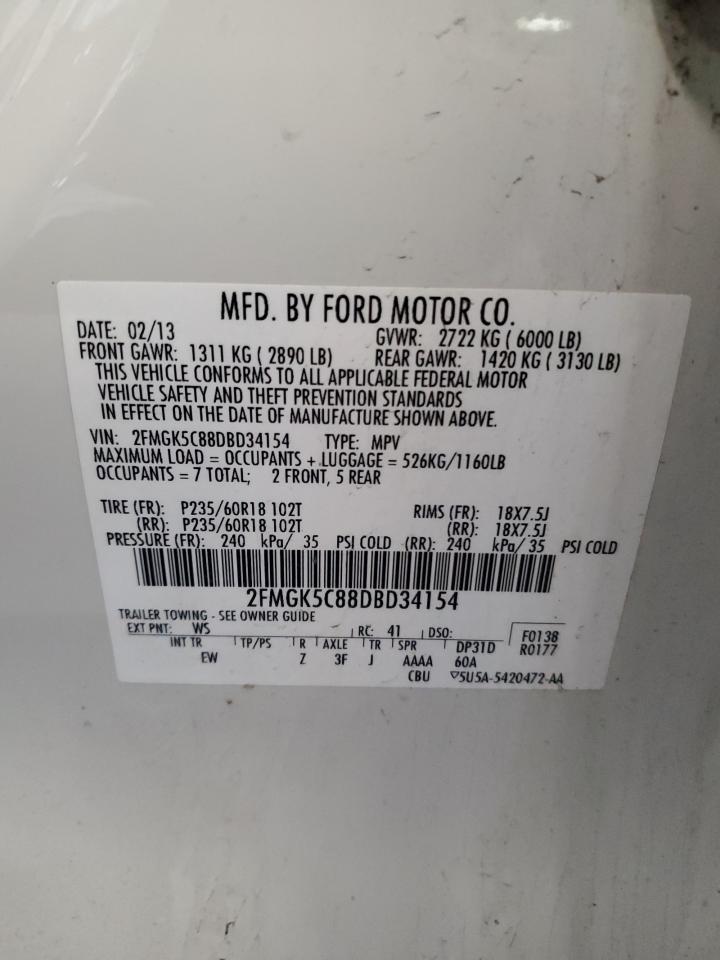 MFD. BY FORD MOTOR CO.
DATE: 02/13 GVWR: 2722 KG ( 6000 LB)
FRONT GAWR: 1311 KG ( 2890 LB) REAR GAWR: 1420 KG ( 3130 LB)
THIS VEHICLE CONFORMS TO ALL APPLICABLE FEDERAL MOTOR
VEHICLE SAFETY AND THEFT PREVENTION STANDARDS
IN EFFECT ON THE DATE OF MANUFACTURE SHOWN ABOVE.
VIN: 2FMGK5C88DBD34154 TYPE: MPV
MAXIMUM LOAD = OCCUPANTS + LUGGAGE = 526KG/1160LB
OCCUPANTS = 7 TOTAL; 2 FRONT, 5 REAR
TIRE (FR): P235/60R18 102T RIMS (FR): 18X7.5J
(RR): P235/60R18 102T (RR): 18X7.5J
PRESSURE (FR): 240 kPa/ 35 PSI COLD (RR): 240 kPa/ 35 PSI COLD
2FMGK5C88DBD34154
TRAILER TOWING - SEE OWNER GUIDE
EXT PNT: WS RC: 41 DSO: F0138
INT TR TP/PS R AXLE TR SPR DP31D R0177
EW Z 3F J AAAA 60A
CBU ▽5U5A-5420472-AA